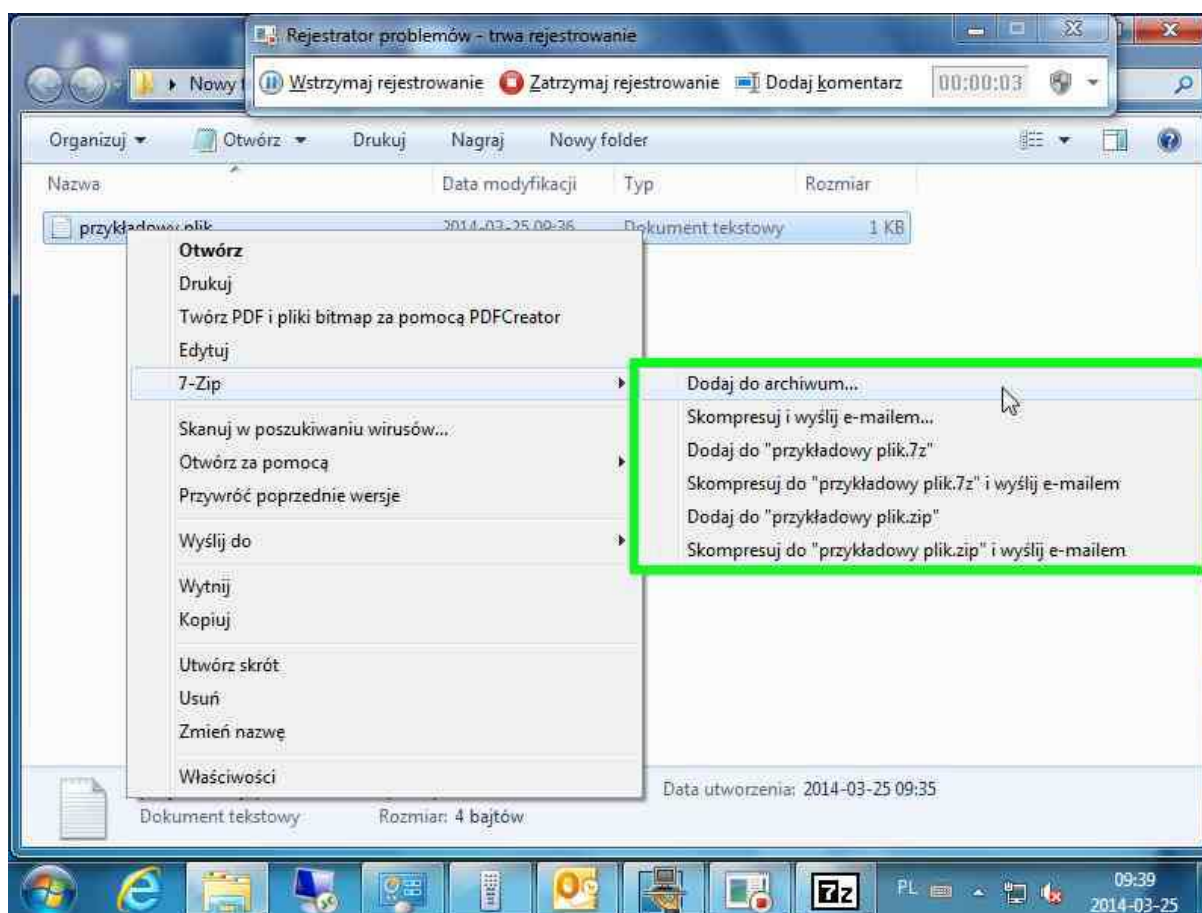 Rejestrator problemów - trwa rejestrowanie
Nowy f
Wstrzymaj rejestrowanie Zatrzymaj rejestrowanie Dodaj komentarz 00:00:03
Organizuj Otwórz Drukuj Nagraj Nowy folder
Nazwa Data modyfikacji Typ Rozmiar
przykładowy plik 2014-03-25 09:36 Dokument tekstowy 1 KB
Otwórz
Drukuj
Twórz PDF i pliki bitmap za pomocą PDFCreator
Edytuj
7-Zip
Skanuj w poszukiwaniu wirusów...
Otwórz za pomocą
Przywróć poprzednie wersje
Wyślij do
Wytnij
Kopiuj
Utwórz skrót
Usuń
Zmień nazwę
Właściwości
Dodaj do archiwum...
Skompresuj i wyślij e-mailem...
Dodaj do "przykładowy plik.7z"
Skompresuj do "przykładowy plik.7z" i wyślij e-mailem
Dodaj do "przykładowy plik.zip"
Skompresuj do "przykładowy plik.zip" i wyślij e-mailem
Data utworzenia: 2014-03-25 09:35
Dokument tekstowy Rozmiar: 4 bajtów
7z PL 09:39
2014-03-25